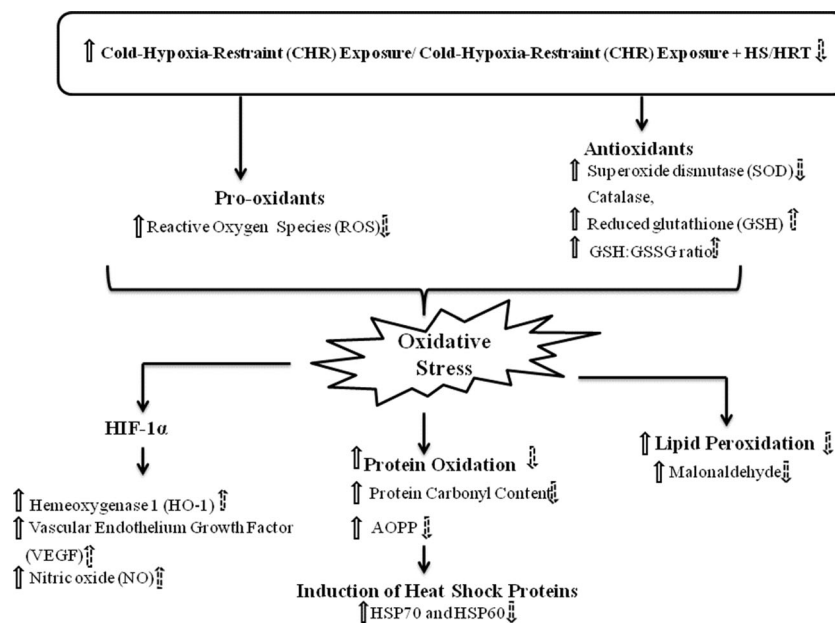 Cold-Hypoxia-Restraint (CHR) Exposure/ Cold-Hypoxia-Restraint (CHR) Exposure + HS/HRT
Antioxidants
Superoxide dismutase (SOD)
Catalase,
Reduced glutathione (GSH)
GSH:GSSG ratio
Pro-oxidants
Reactive Oxygen Species (ROS)
Oxidative
Stress
HIF-1α
Hemeoxygenase 1 (HO-1)
Vascular Endothelium Growth Factor
(VEGF)
Nitric oxide (NO)
Protein Oxidation
Protein Carbonyl Content
AOPP
Induction of Heat Shock Proteins
HSP70 and HSP60
Lipid Peroxidation
Malonaldehyde